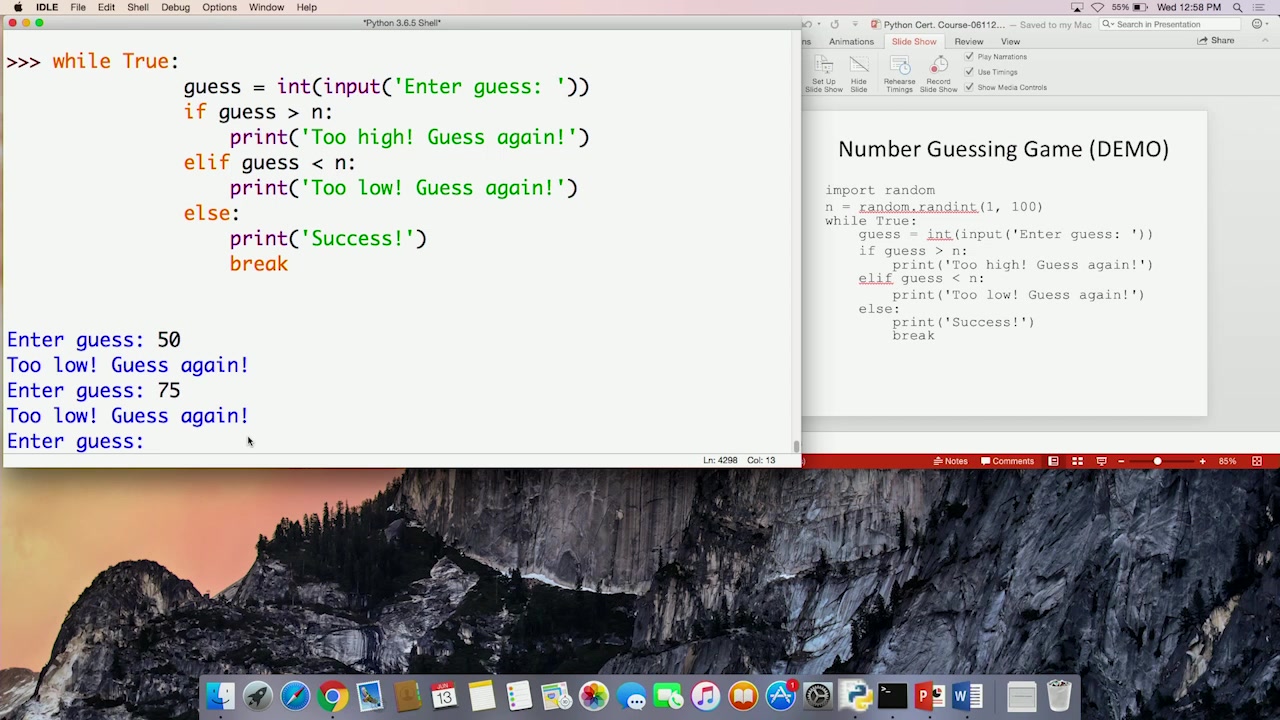 IDLE File Edit Shell Debug Options Window Help 55% Wed 12:58 PM
*Python 3.6.5 Shell*
>>> while True:
guess = int(input('Enter guess: '))
if guess > n:
print('Too high! Guess again!')
elif guess < n:
print('Too low! Guess again!')
else:
print('Success!')
break
Enter guess: 50
Too low! Guess again!
Enter guess: 75
Too low! Guess again!
Enter guess:
Ln: 4298 Col: 13
Python Cert. Course-06112... — Saved to my Mac
Search in Presentation
ns Animations Slide Show Review View Share
Set Up Slide Show
Hide Slide
Rehearse Timings
Record Slide Show
Play Narrations
Use Timings
Show Media Controls
Number Guessing Game (DEMO)
import random
n = random.randint(1, 100)
while True:
guess = int(input('Enter guess: '))
if guess > n:
print('Too high! Guess again!')
elif guess < n:
print('Too low! Guess again!')
else:
print('Success!')
break
Notes Comments 85%
JUN
13
1